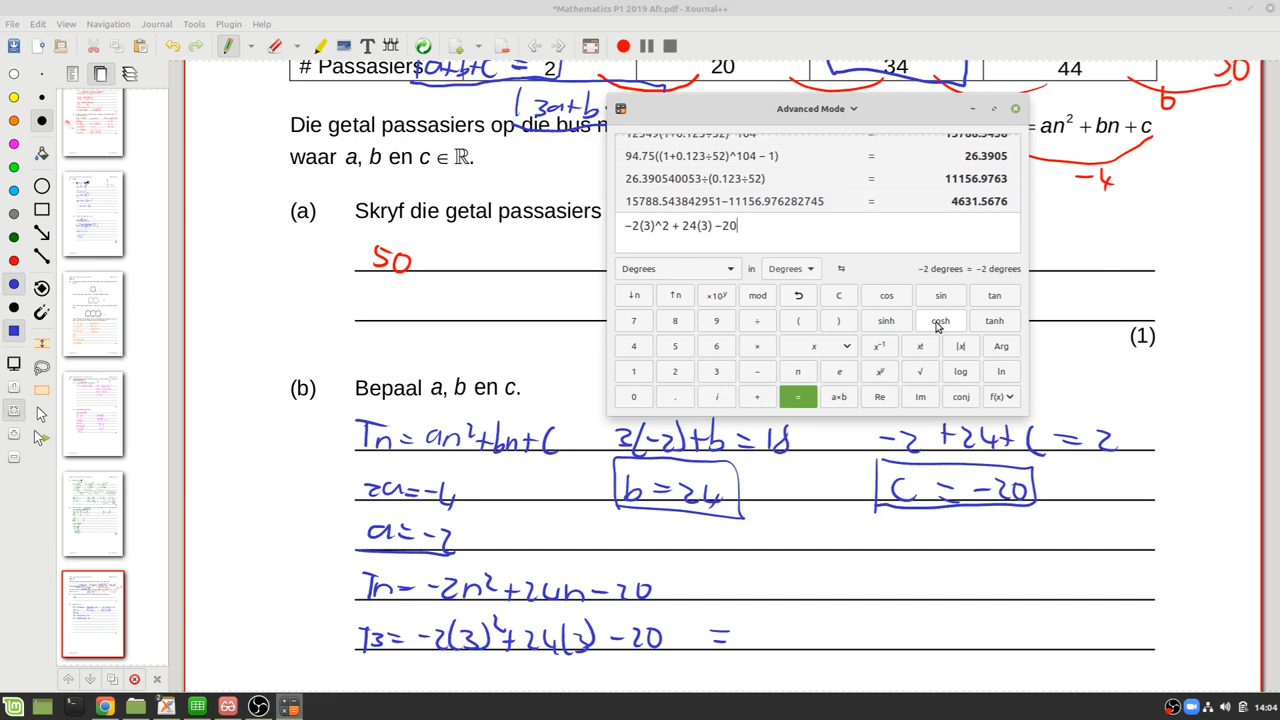 *Mathematics P1 2019 Afr.pdf - Xournal++
File Edit View Navigation Journal Tools Plugin Help
# Passasiers 2 20 34 44 50
a+b+c =
3a+b
b
Die getal passasiers op die bus n
= an² + bn + c
waar a, b en c ∈ ℝ.
-4
(a) Skryf die getal passasiers
50
(1)
Advanced Mode
94.75((1+0.123÷52)^104 − 1) = 26.3905
26.390540053÷(0.123÷52) = 11156.9763
15788.543842951−11156.976282745 = 4631.5676
−2(3)^2 + 24(3) −20
Degrees in Degrees −2 degrees = −2 degrees
↓n ↑n ×10ʸ mod C cos sin tan
7 8 9 ÷ ) sinh cosh tanh
4 5 6 × x x⁻¹ x! |x| Arg
1 2 3 − π e xʸ √ log ln
0 . i + = a×b Re Im conj f(x)
(b) Bepaal a, b en c.
Tn = an²+bn+c 3(-2)+b = 18 -2 +24+c = 2
2a=-4 b = 24 c = -20
a=-2
Tn= -2n²+24n-20
T3= -2(3)²+24(3) -20 =
14:04